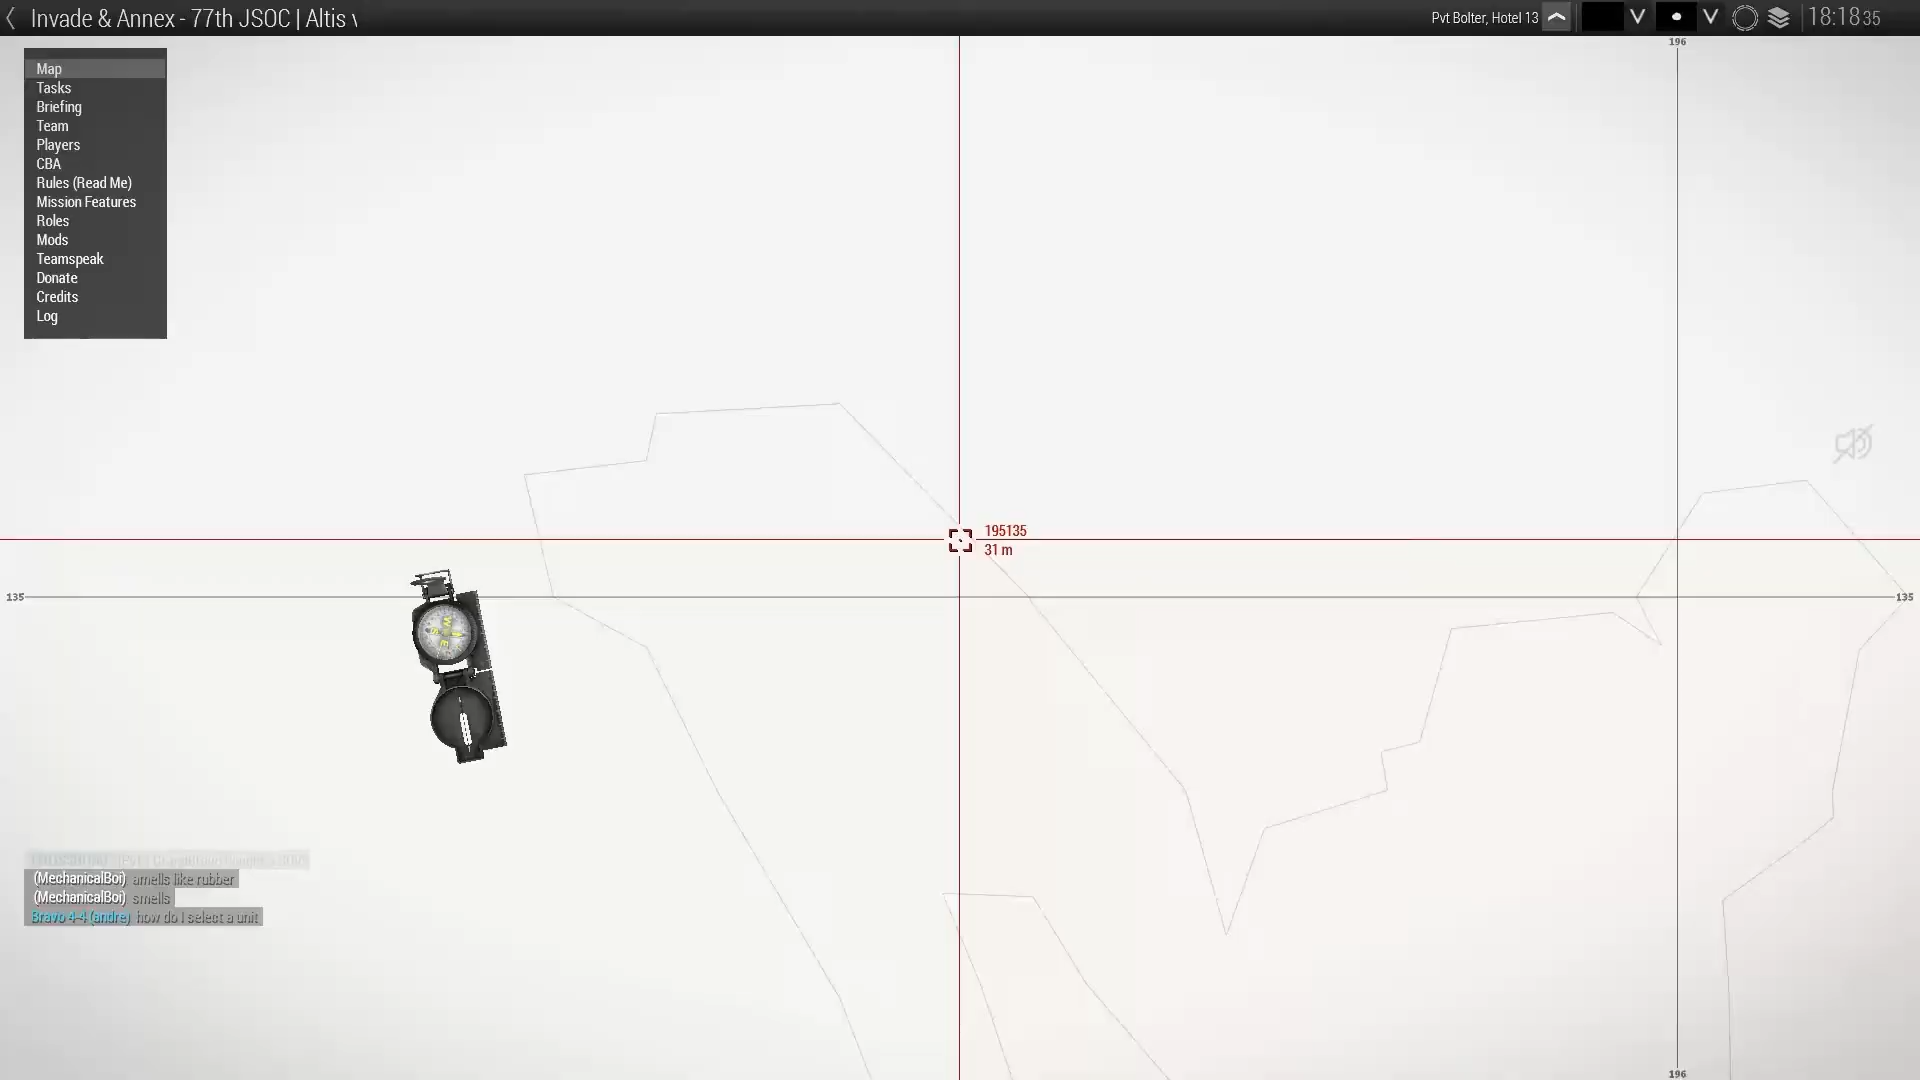 Invade & Annex - 77th JSOC | Altis v
Pvt Bolter, Hotel 13
18:18 35
196
Map
Tasks
Briefing
Team
Players
CBA
Rules (Read Me)
Mission Features
Roles
Mods
Teamspeak
Donate
Credits
Log
195135
31 m
135
135
(MechanicalBoi) amells like rubber
(MechanicalBoi) smells
Bravo 4-4 (andre) how do I select a unit
196